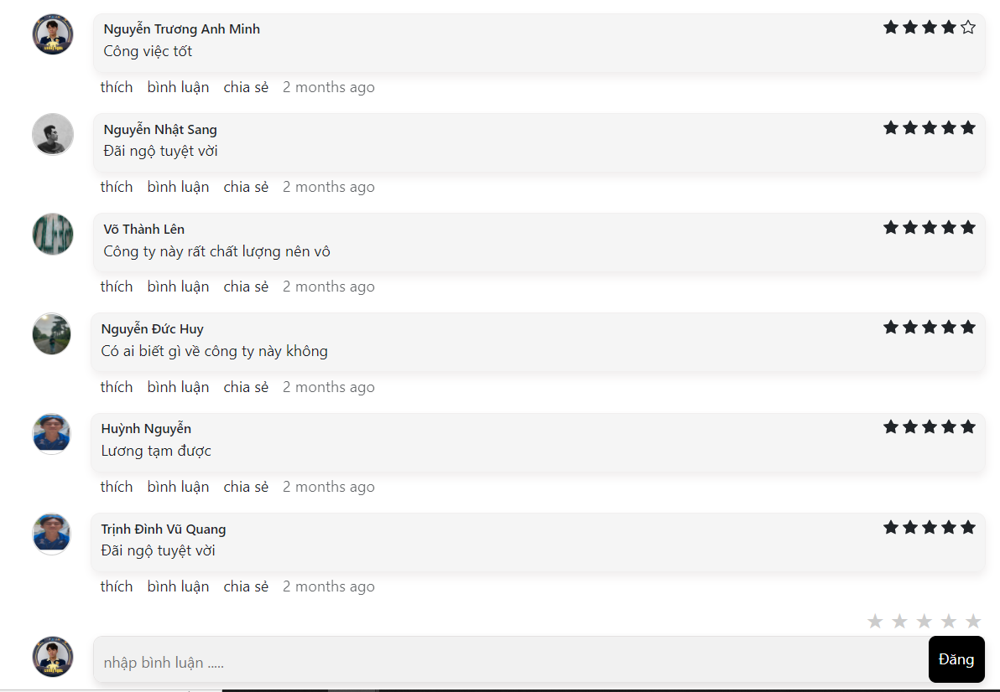 Nguyễn Trương Anh Minh
Công việc tốt
thích bình luận chia sẻ 2 months ago
Nguyễn Nhật Sang
Đãi ngộ tuyệt vời
thích bình luận chia sẻ 2 months ago
Võ Thành Lên
Công ty này rất chất lượng nên vô
thích bình luận chia sẻ 2 months ago
Nguyễn Đức Huy
Có ai biết gì về công ty này không
thích bình luận chia sẻ 2 months ago
Huỳnh Nguyễn
Lương tạm được
thích bình luận chia sẻ 2 months ago
Trịnh Đình Vũ Quang
Đãi ngộ tuyệt vời
thích bình luận chia sẻ 2 months ago
nhập bình luận .....
Đăng